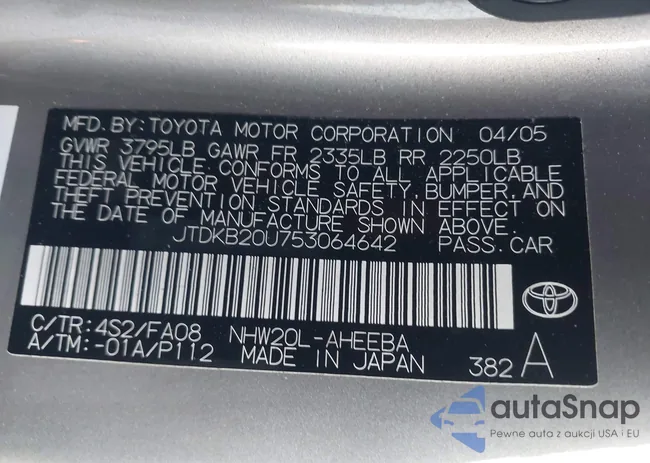 MFD.BY:TOYOTA MOTOR CORPORATION 04/05
GVWR 3795LB GAWR FR 2335LB RR 2250LB
THIS VEHICLE CONFORMS TO ALL APPLICABLE
FEDERAL MOTOR VEHICLE SAFETY, BUMPER, AND
THEFT PREVENTION STANDARDS IN EFFECT ON
THE DATE OF MANUFACTURE SHOWN ABOVE.
JTDKB20U753064642 PASS.CAR
C/TR:4S2/FA08 NHW20L-AHEEBA
A/TM:-01A/P112 MADE IN JAPAN 382 A
autaSnap
Pewne auta z aukcji USA i EU